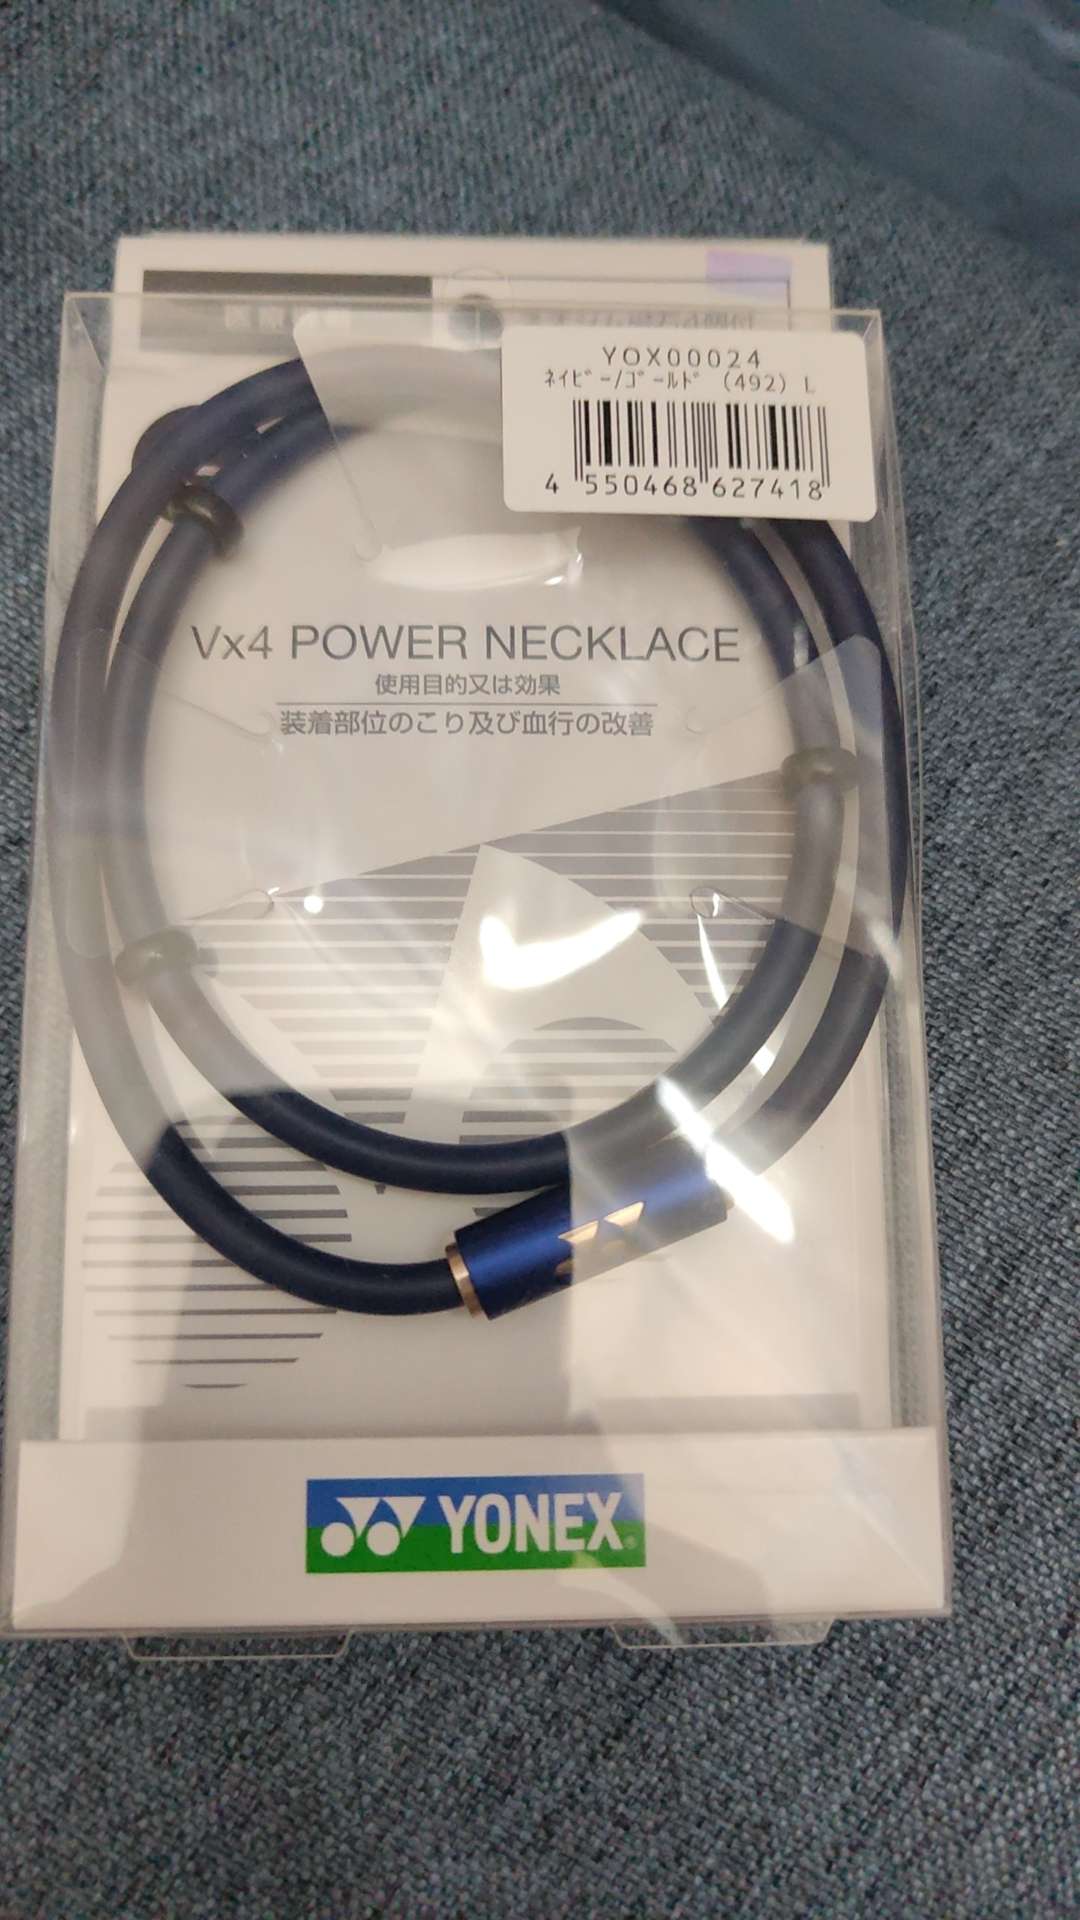 YOX00024
ﾈｲﾋﾞｰ/ｺﾞｰﾙﾄﾞ (492) L
4 550468 627418
Vx4 POWER NECKLACE
使用目的又は効果
装着部位のこり及び血行の改善
YONEX®